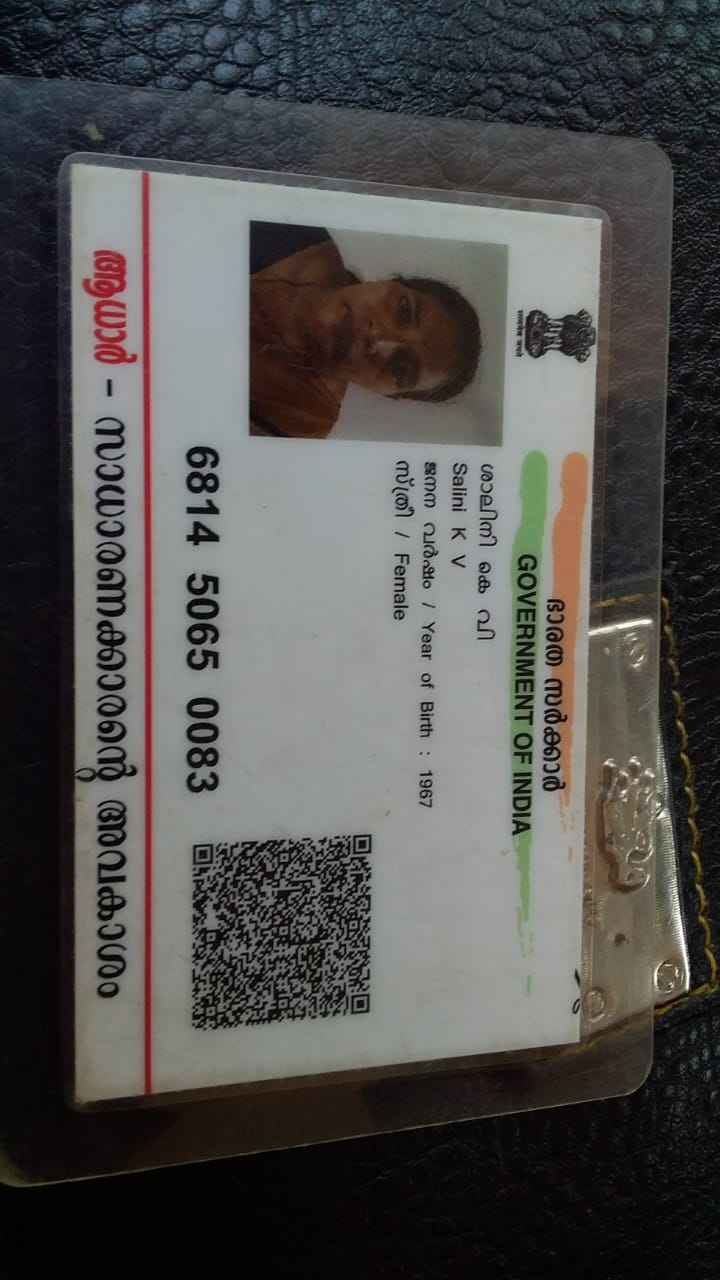 ഭാരത സർക്കാർ
GOVERNMENT OF INDIA
ശാലിനി കെ വി
Salini K V
ജനന വർഷം / Year of Birth : 1967
സ്ത്രീ / Female
6814 5065 0083
ആധാർ - സാധാരണക്കാരന്റെ അവകാശം